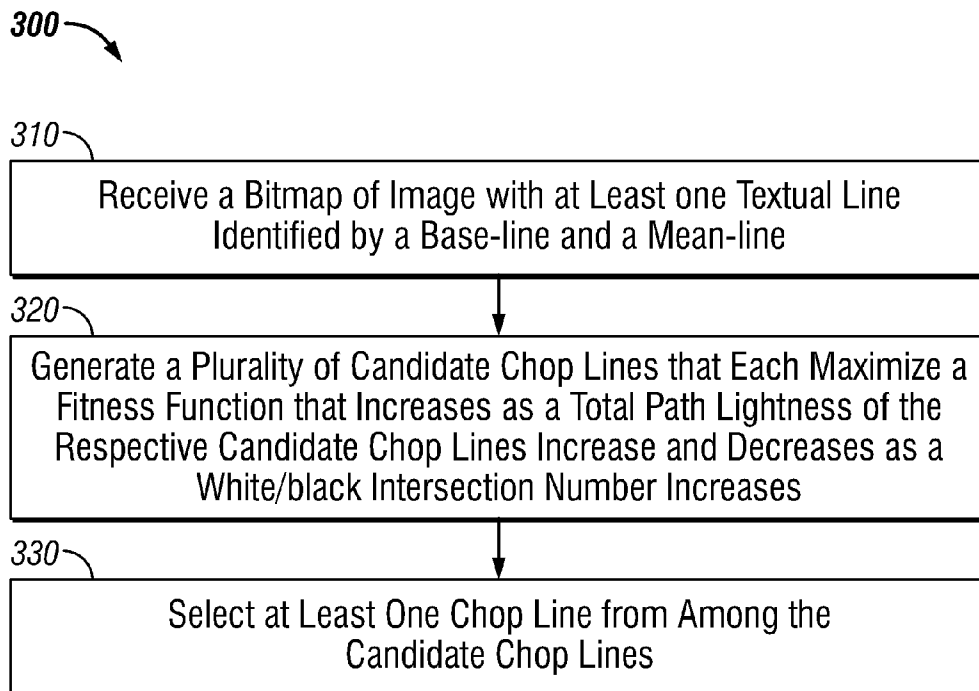 300
310
Receive a Bitmap of Image with at Least one Textual Line
Identified by a Base-line and a Mean-line
320
Generate a Plurality of Candidate Chop Lines that Each Maximize a
Fitness Function that Increases as a Total Path Lightness of the
Respective Candidate Chop Lines Increase and Decreases as a
White/black Intersection Number Increases
330
Select at Least One Chop Line from Among the
Candidate Chop Lines